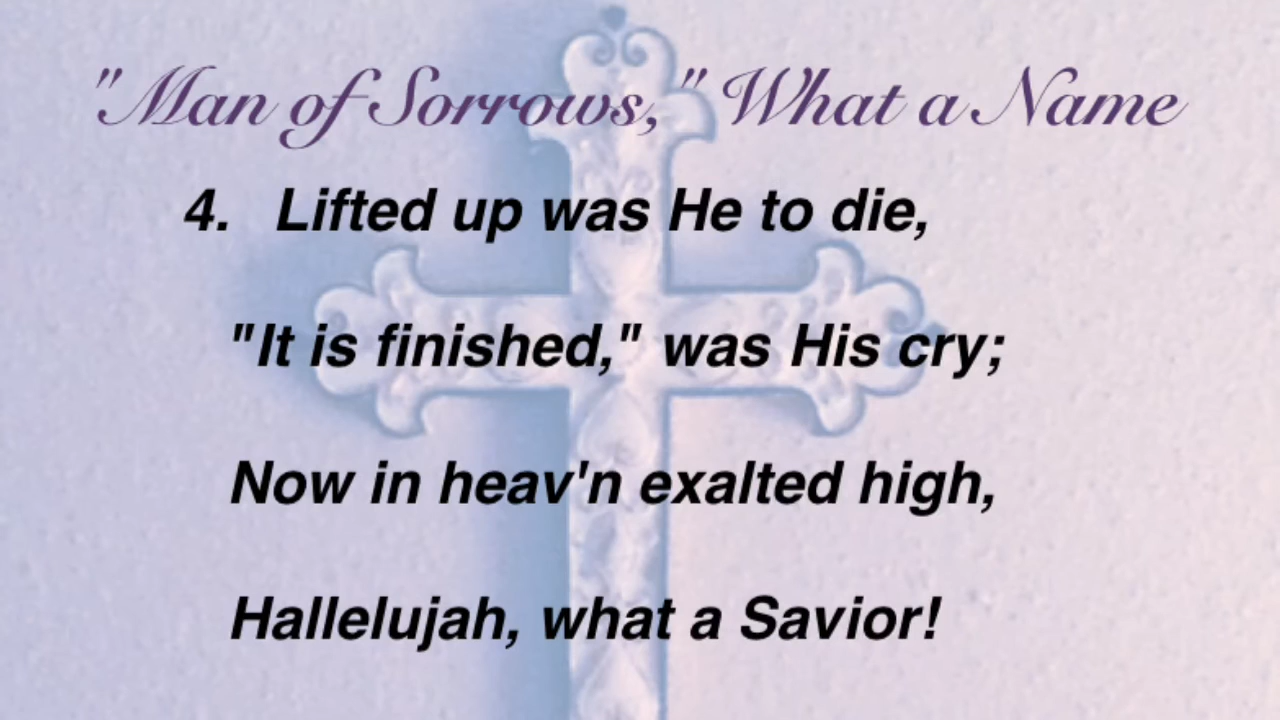 "Man of Sorrows," What a Name
4. Lifted up was He to die,
"It is finished," was His cry;
Now in heav'n exalted high,
Hallelujah, what a Savior!